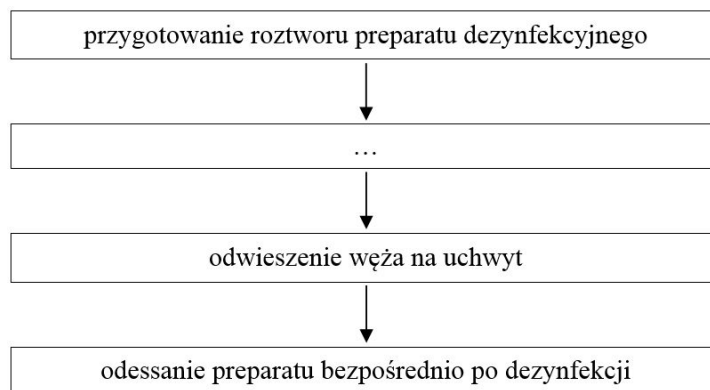 przygotowanie roztworu preparatu dezynfekcyjnego
…
odwieszenie węża na uchwyt
odessanie preparatu bezpośrednio po dezynfekcji